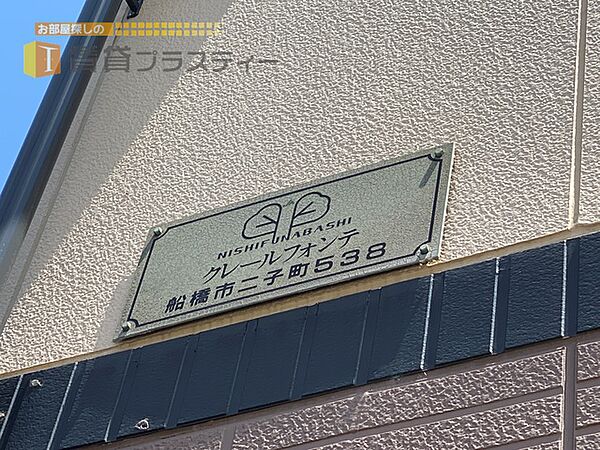 お部屋探しの
賃貸プラスティー
NISHIFUNABASHI
クレールフォンテ
船橋市二子町538